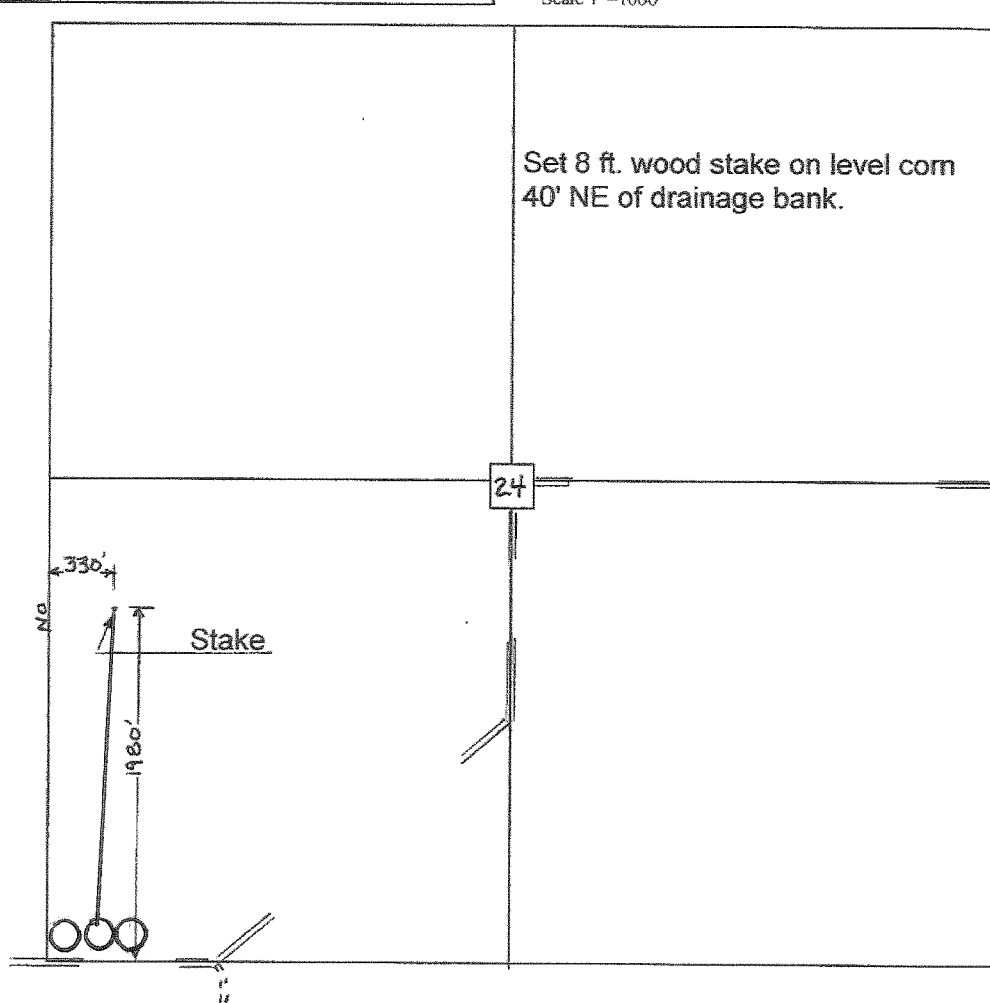 Set 8 ft. wood stake on level corn
40' NE of drainage bank.
24
330'
NO
Stake
1980'